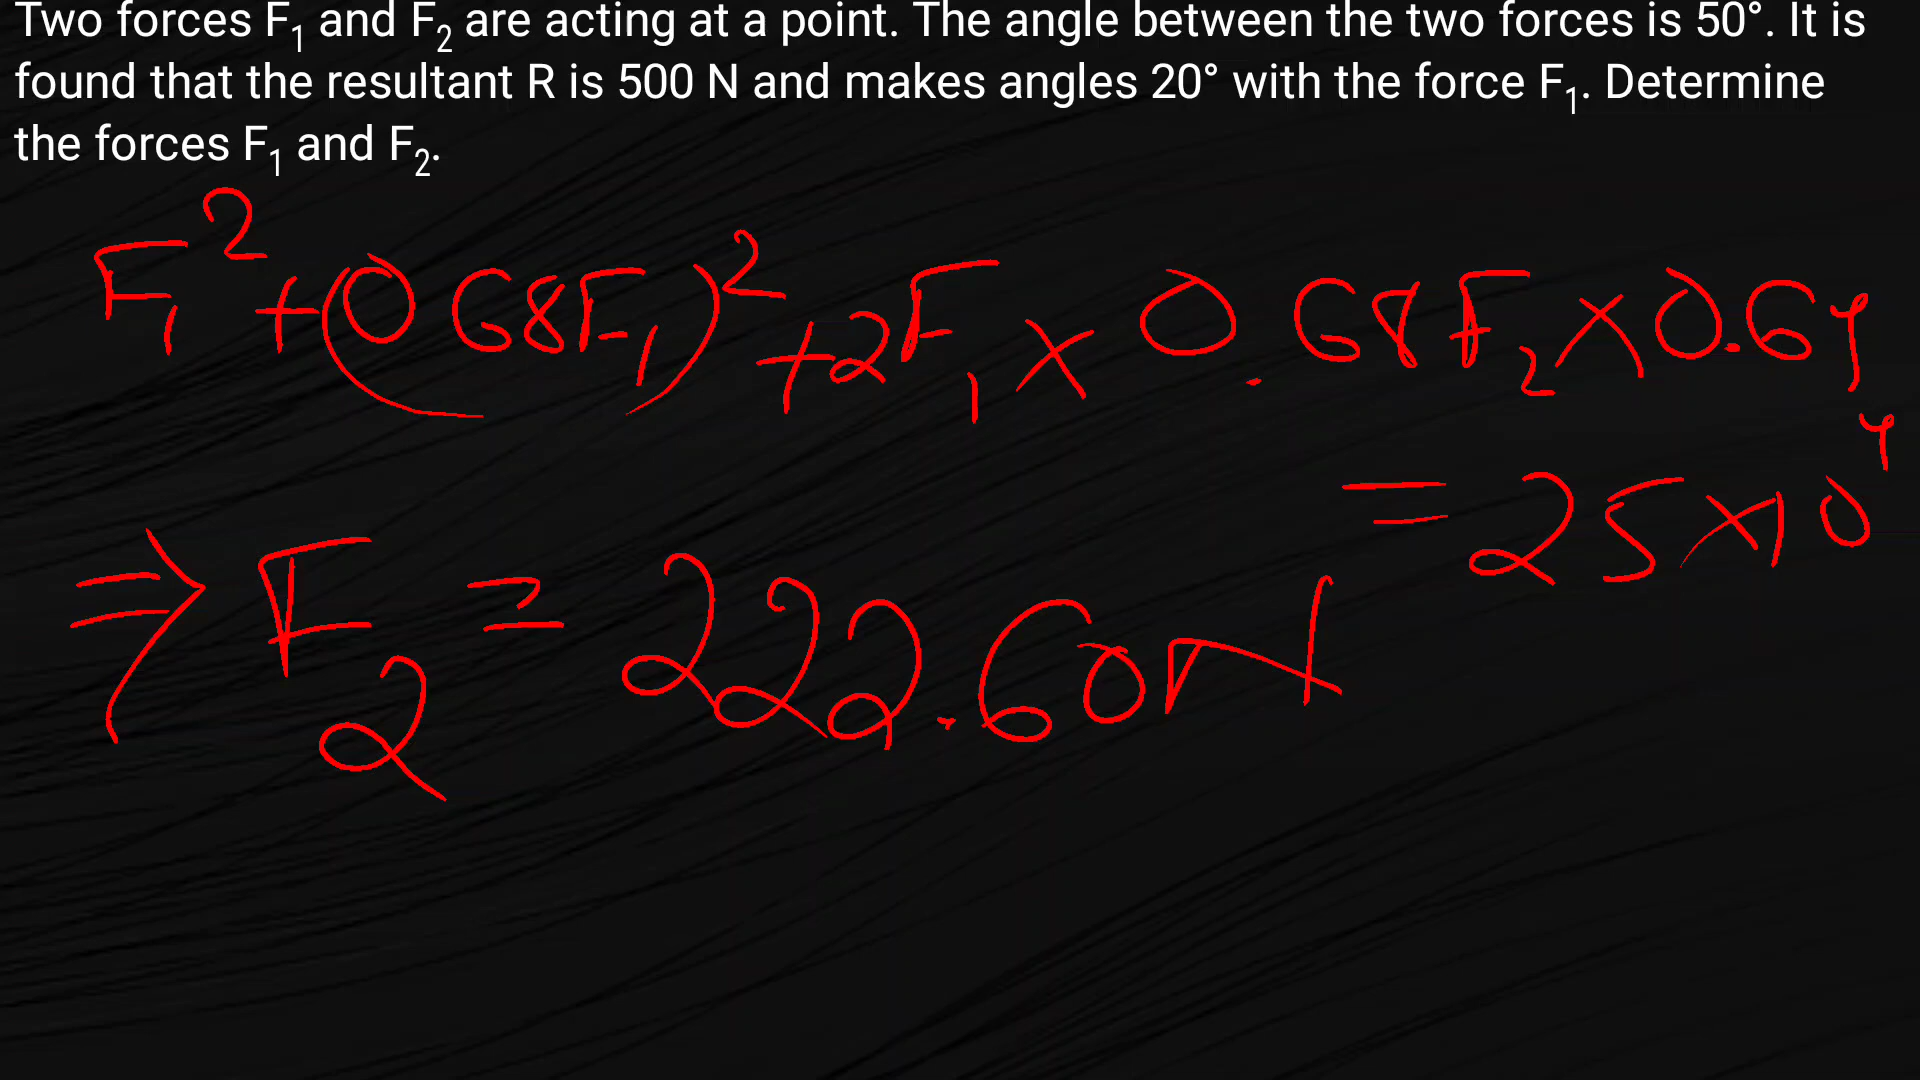 Two forces F₁ and F₂ are acting at a point. The angle between the two forces is 50°. It is
found that the resultant R is 500 N and makes angles 20° with the force F₁. Determine
the forces F₁ and F₂.
F₁² + (0 68F₁)² + 2F₁ × 0.68F₂ × 0.64
= 25×10⁴
⇒ F₂ = 222.60N